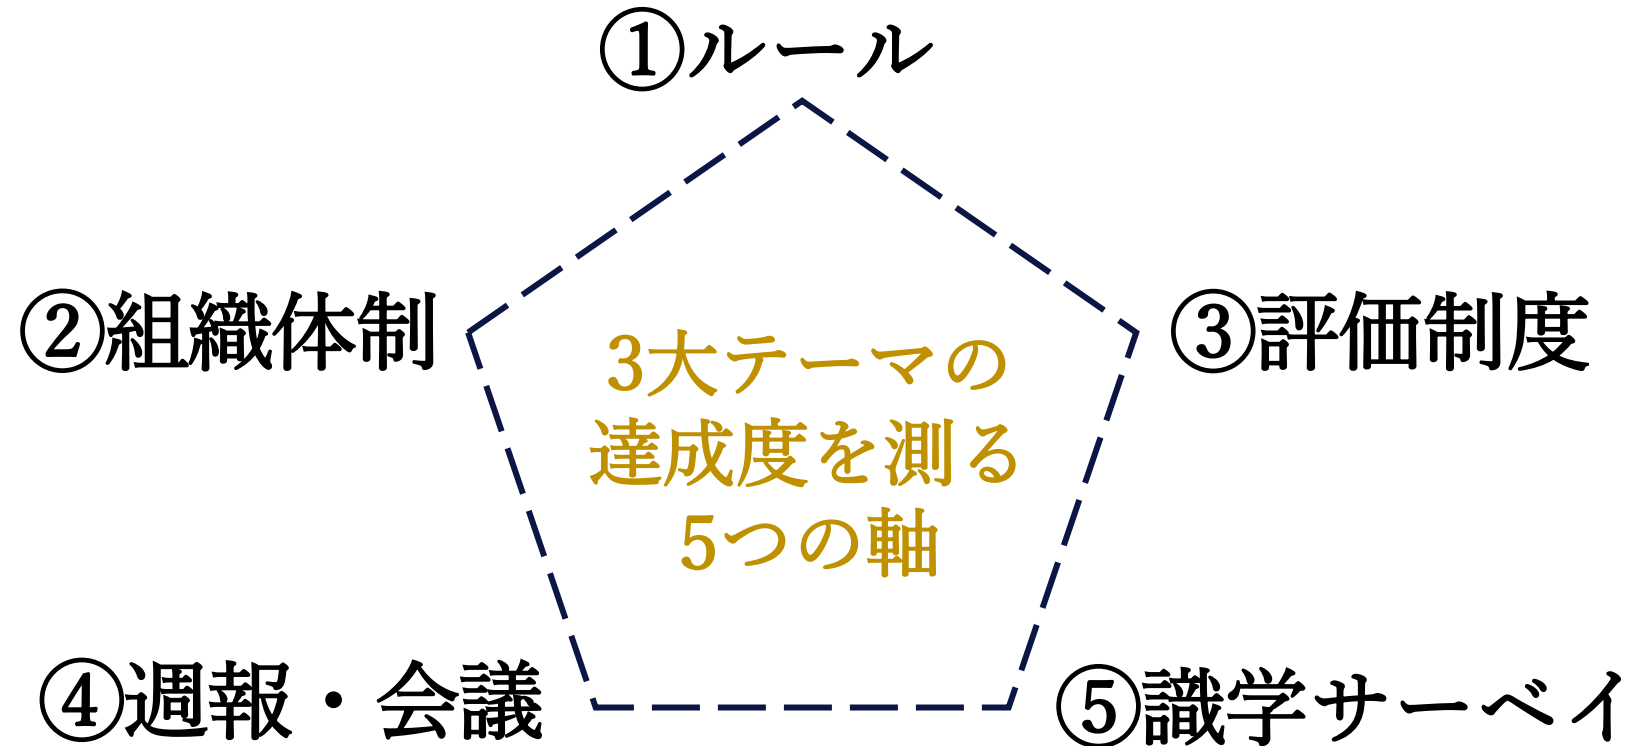 ①ルール
②組織体制
③評価制度
3大テーマの
達成度を測る
5つの軸
④週報・会議
⑤識学サーベイ